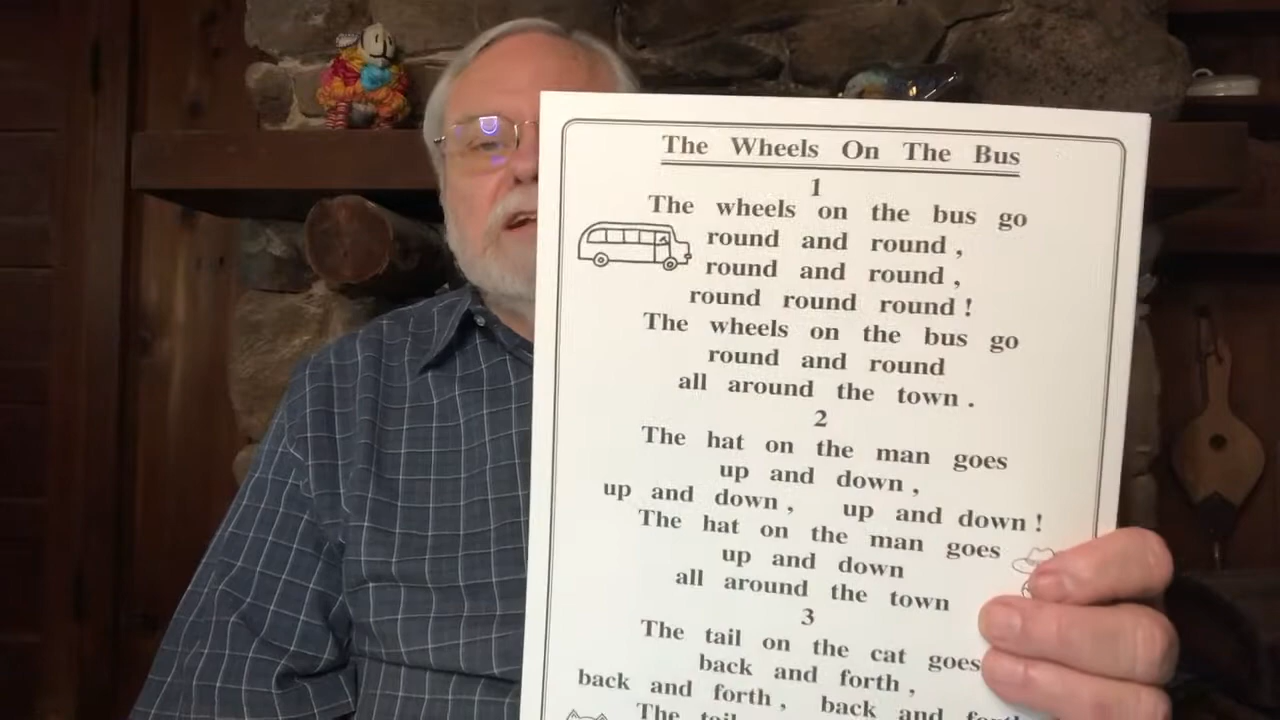 The Wheels On The Bus
1
The wheels on the bus go
round and round ,
round and round ,
round round round !
The wheels on the bus go
round and round
all around the town .
2
The hat on the man goes
up and down ,
up and down , up and down !
The hat on the man goes
up and down
all around the town
3
The tail on the cat goes
back and forth ,
back and forth , back and
The